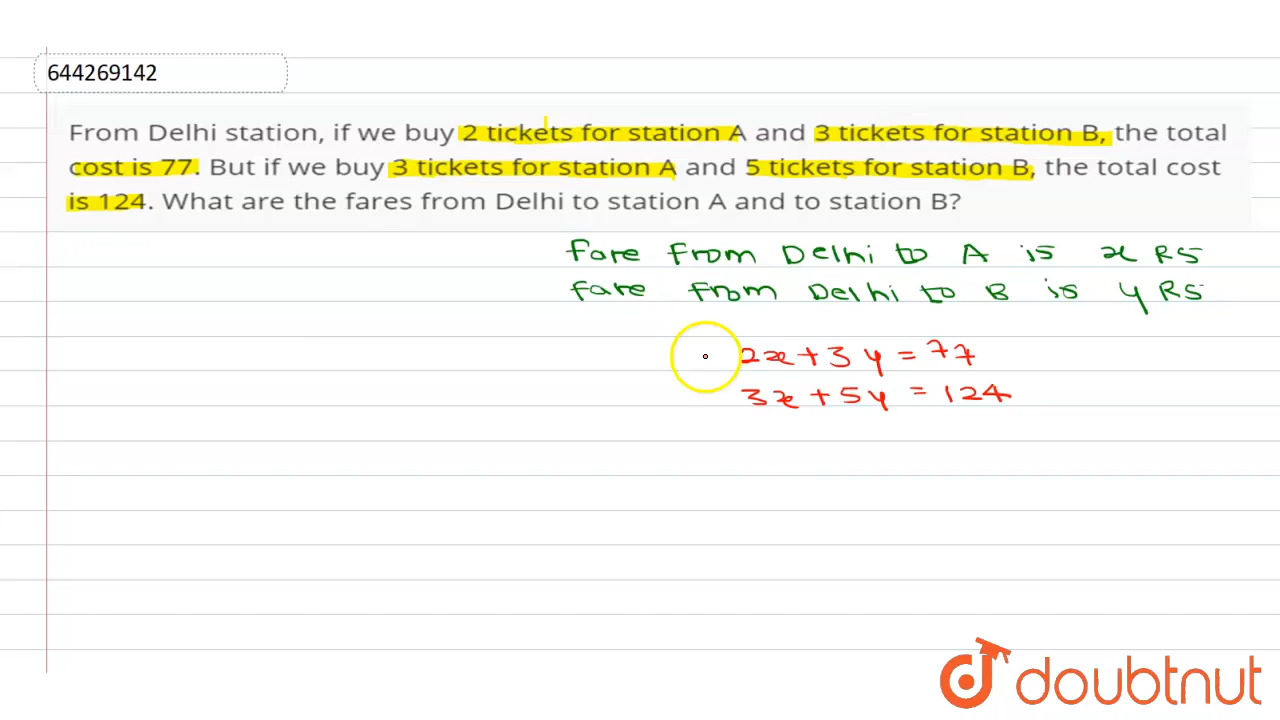 644269142
From Delhi station, if we buy 2 tickets for station A and 3 tickets for station B, the total
cost is 77. But if we buy 3 tickets for station A and 5 tickets for station B, the total cost
is 124. What are the fares from Delhi to station A and to station B?
fare from Delhi to A is x RS
fare from Delhi to B is y RS
2x + 3y = 77
3x + 5y = 124
doubtnut